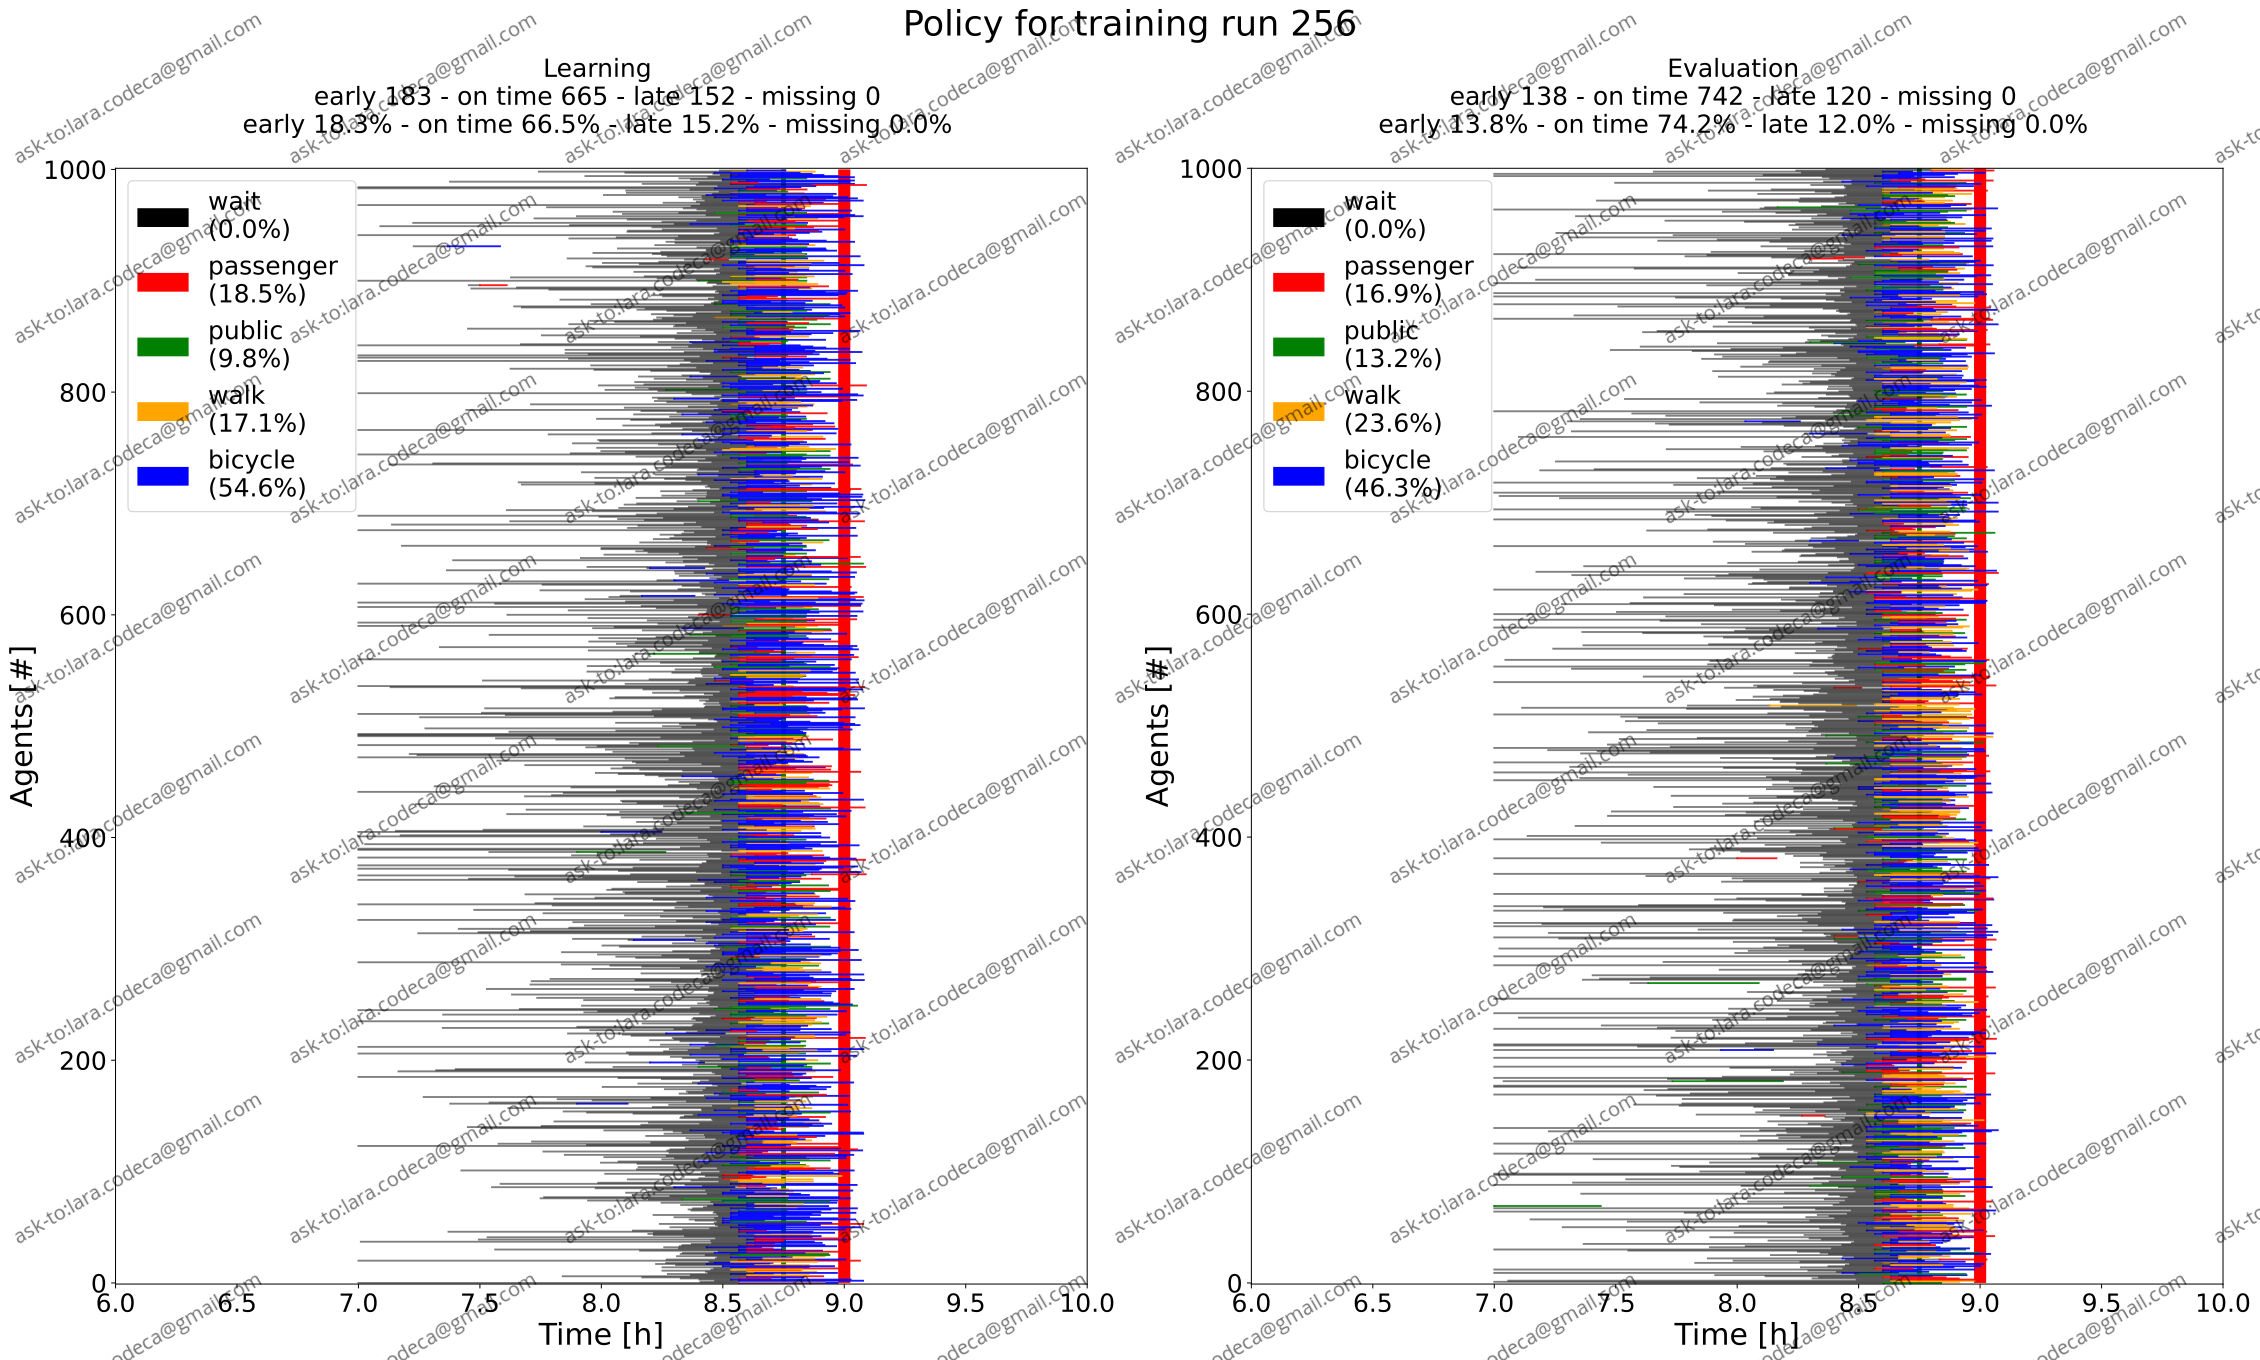 Policy for training run 256
Learning
early 183 - on time 665 - late 152 - missing 0
early 18.3% - on time 66.5% - late 15.2% - missing 0.0%
1000
800
600
400
200
0
Agents [#]
wait
(0.0%)
passenger
(18.5%)
public
(9.8%)
walk
(17.1%)
bicycle
(54.6%)
6.0 6.5 7.0 7.5 8.0 8.5 9.0 9.5 10.0
Time [h]
Evaluation
early 138 - on time 742 - late 120 - missing 0
early 13.8% - on time 74.2% - late 12.0% - missing 0.0%
1000
800
600
400
200
0
Agents [#]
wait
(0.0%)
passenger
(16.9%)
public
(13.2%)
walk
(23.6%)
bicycle
(46.3%)
6.0 6.5 7.0 7.5 8.0 8.5 9.0 9.5 10.0
Time [h]
ask-to:lara.codeca@gmail.com